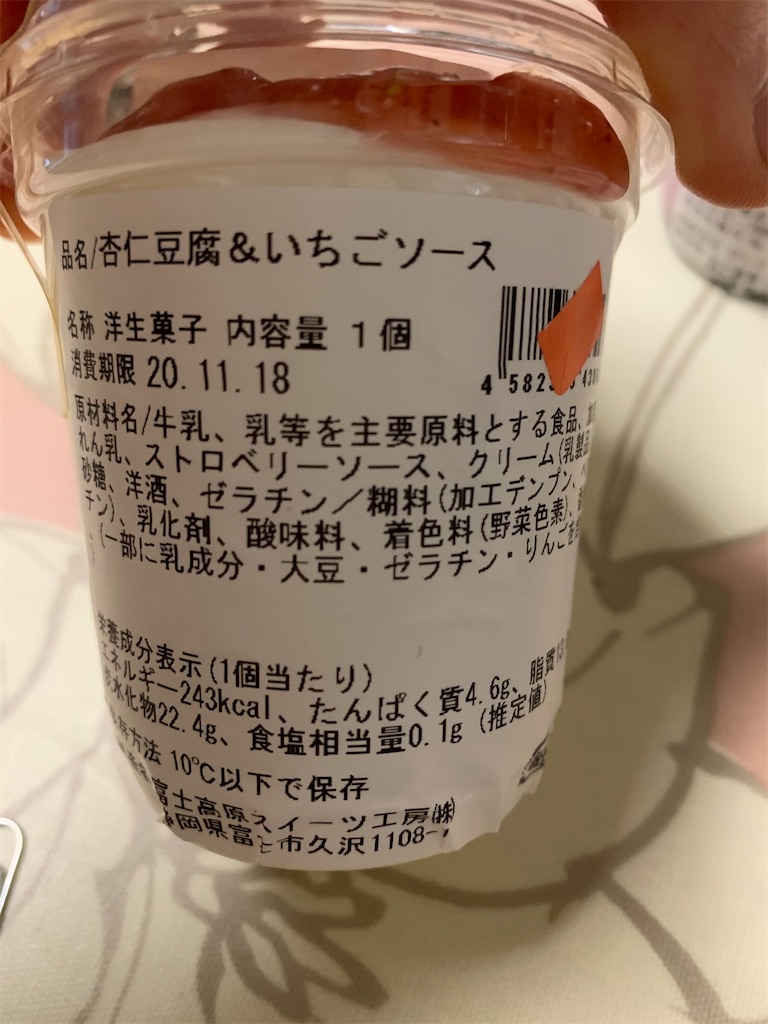 品名/杏仁豆腐＆いちごソース
名称 洋生菓子 内容量 1個
消費期限 20.11.18
4 582
原材料名/牛乳、乳等を主要原料とする食品、加
れん乳、ストロベリーソース、クリーム(乳製品
砂糖、洋酒、ゼラチン／糊料(加工デンプン、ペ
チン)、乳化剤、酸味料、着色料(野菜色素)、香
、(一部に乳成分・大豆・ゼラチン・りんごを含
栄養成分表示(1個当たり)
エネルギー243kcal、たんぱく質4.6g、脂質13.
炭水化物22.4g、食塩相当量0.1g (推定値)
保存方法 10℃以下で保存
富士高原スイーツ工房㈱
静岡県富士市久沢1108-